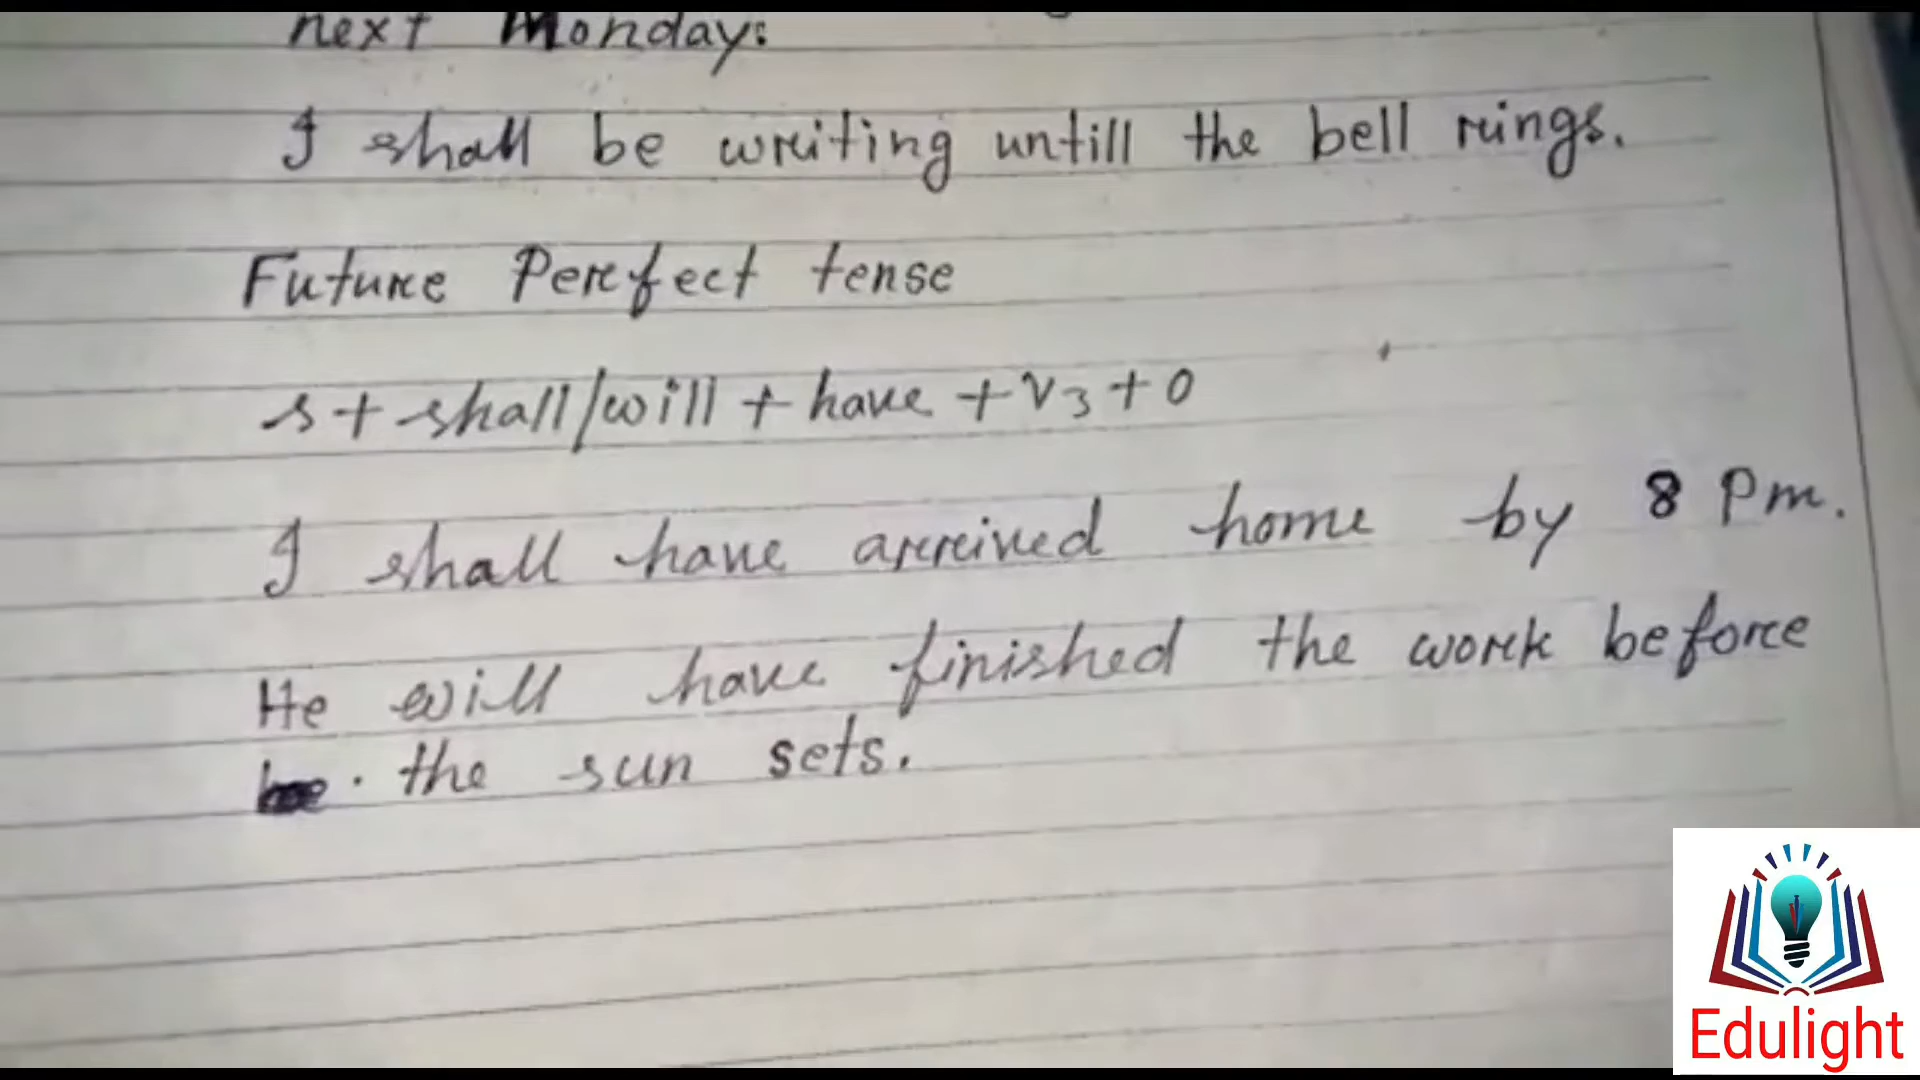 next Monday.
I shall be writing untill the bell rings.
Future Perfect tense
s + shall/will + have + V3 + O
I shall have arrived home by 8 Pm.
He will have finished the work before
the sun sets.
Edulight